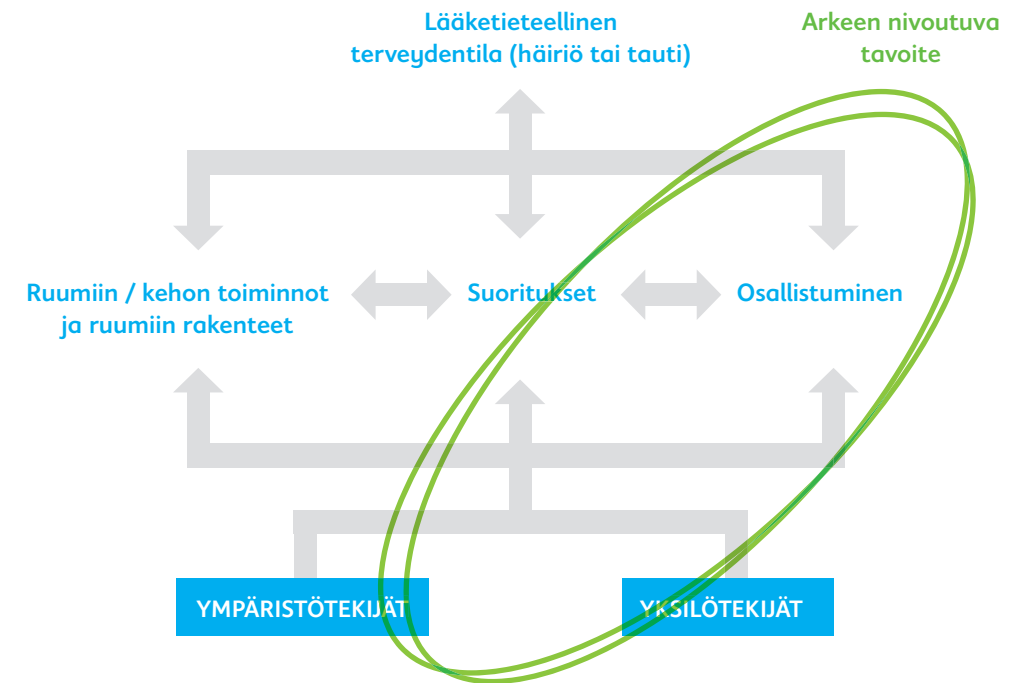 Lääketieteellinen
terveydentila (häiriö tai tauti)
Arkeen nivoutuva
tavoite
Ruumiin / kehon toiminnot
ja ruumiin rakenteet
Suoritukset
Osallistuminen
YMPÄRISTÖTEKIJÄT
YKSILÖTEKIJÄT